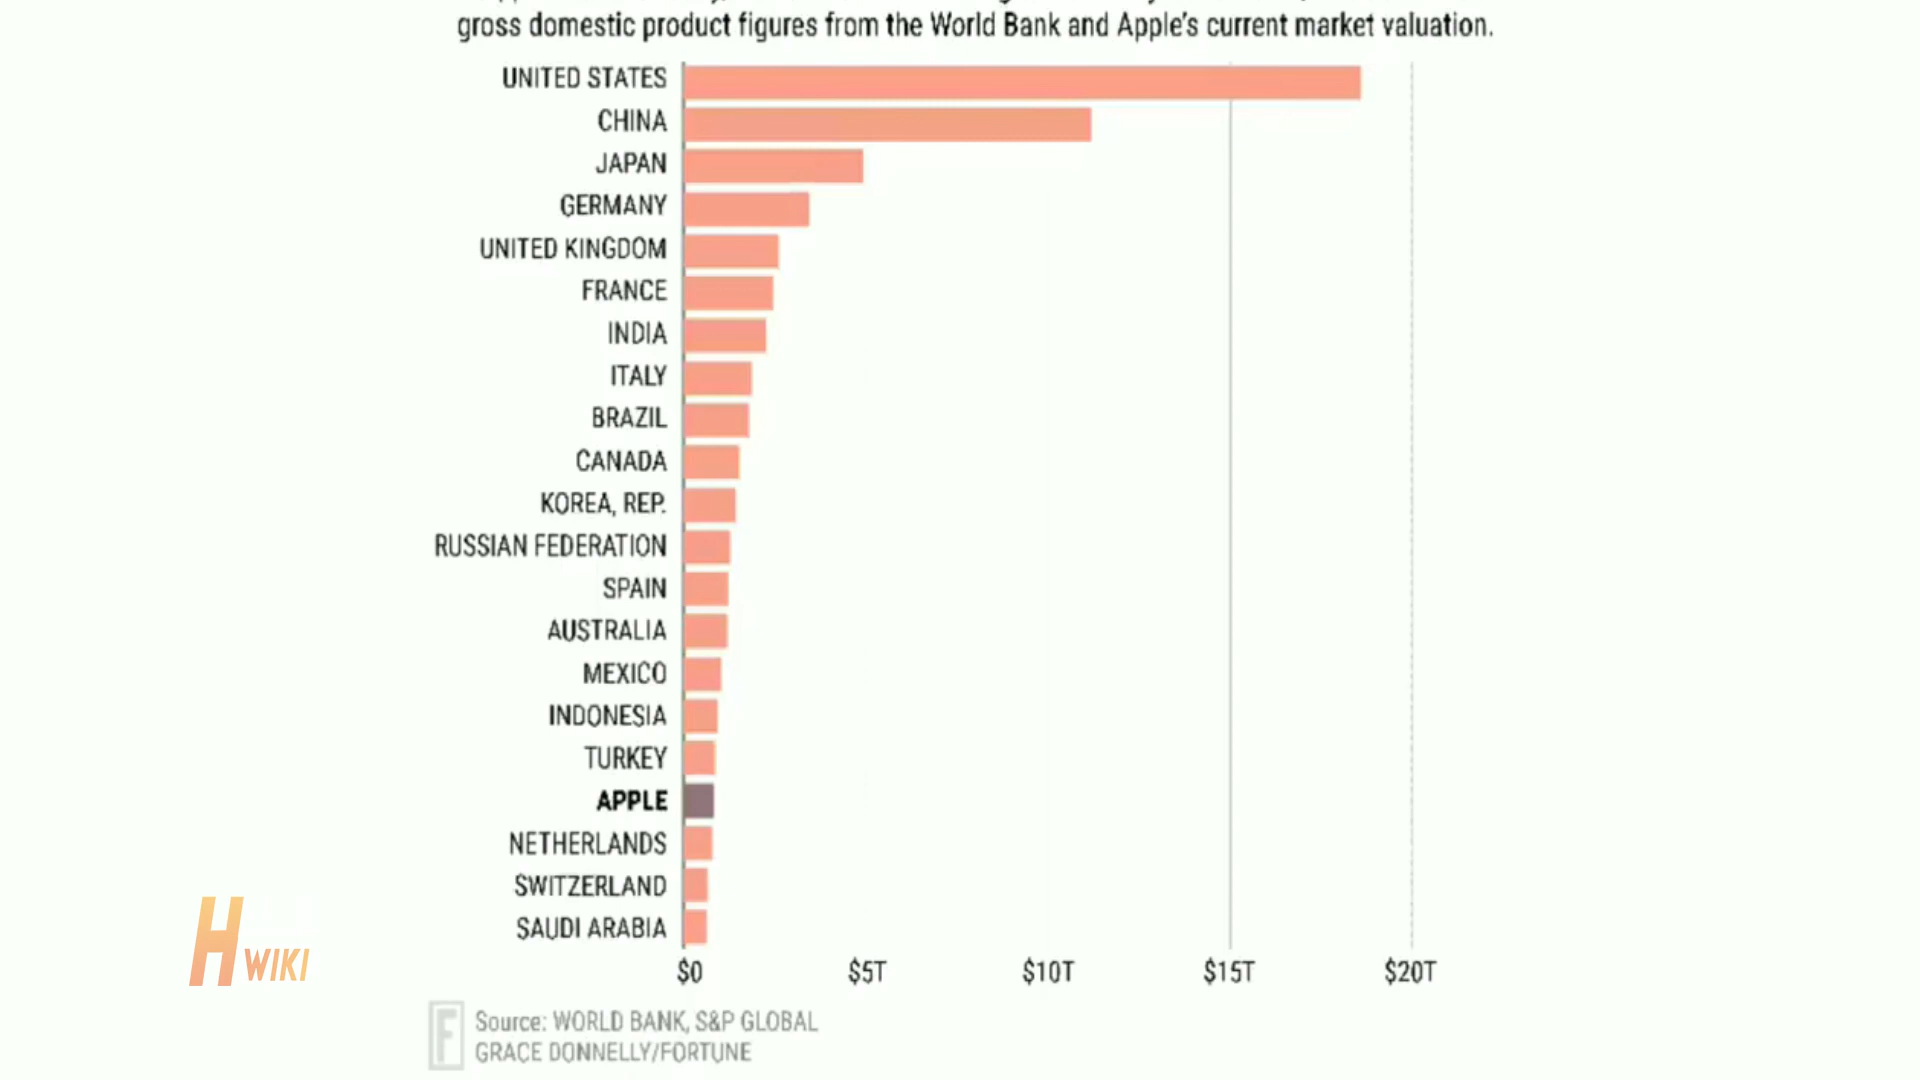 gross domestic product figures from the World Bank and Apple's current market valuation.
UNITED STATES
CHINA
JAPAN
GERMANY
UNITED KINGDOM
FRANCE
INDIA
ITALY
BRAZIL
CANADA
KOREA, REP.
RUSSIAN FEDERATION
SPAIN
AUSTRALIA
MEXICO
INDONESIA
TURKEY
APPLE
NETHERLANDS
SWITZERLAND
SAUDI ARABIA
$0 $5T $10T $15T $20T
H WIKI
F
Source: WORLD BANK, S&P GLOBAL
GRACE DONNELLY/FORTUNE